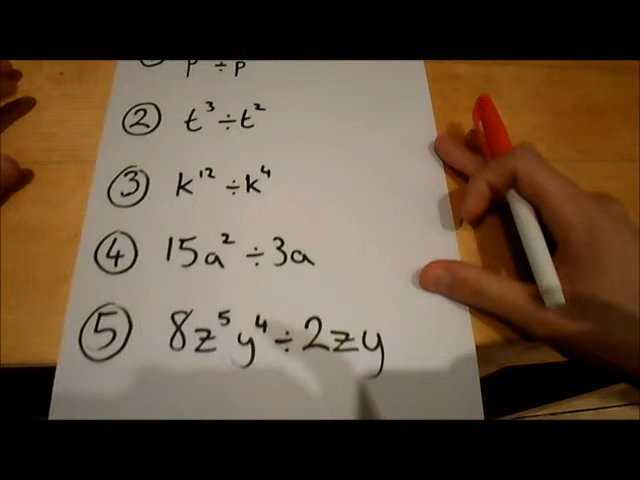 p ÷ p
② t³ ÷ t²
③ k¹² ÷ k⁴
④ 15a² ÷ 3a
⑤ 8z⁵y⁴ ÷ 2zy